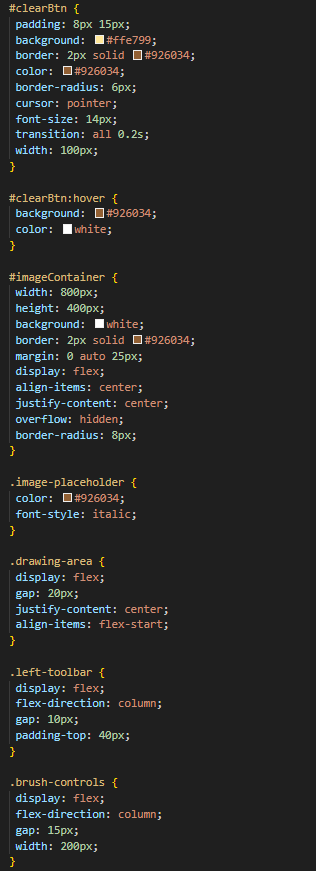 #clearBtn {
padding: 8px 15px;
background: #ffe799;
border: 2px solid #926034;
color: #926034;
border-radius: 6px;
cursor: pointer;
font-size: 14px;
transition: all 0.2s;
width: 100px;
}
#clearBtn:hover {
background: #926034;
color: white;
}
#imageContainer {
width: 800px;
height: 400px;
background: white;
border: 2px solid #926034;
margin: 0 auto 25px;
display: flex;
align-items: center;
justify-content: center;
overflow: hidden;
border-radius: 8px;
}
.image-placeholder {
color: #926034;
font-style: italic;
}
.drawing-area {
display: flex;
gap: 20px;
justify-content: center;
align-items: flex-start;
}
.left-toolbar {
display: flex;
flex-direction: column;
gap: 10px;
padding-top: 40px;
}
.brush-controls {
display: flex;
flex-direction: column;
gap: 15px;
width: 200px;
}